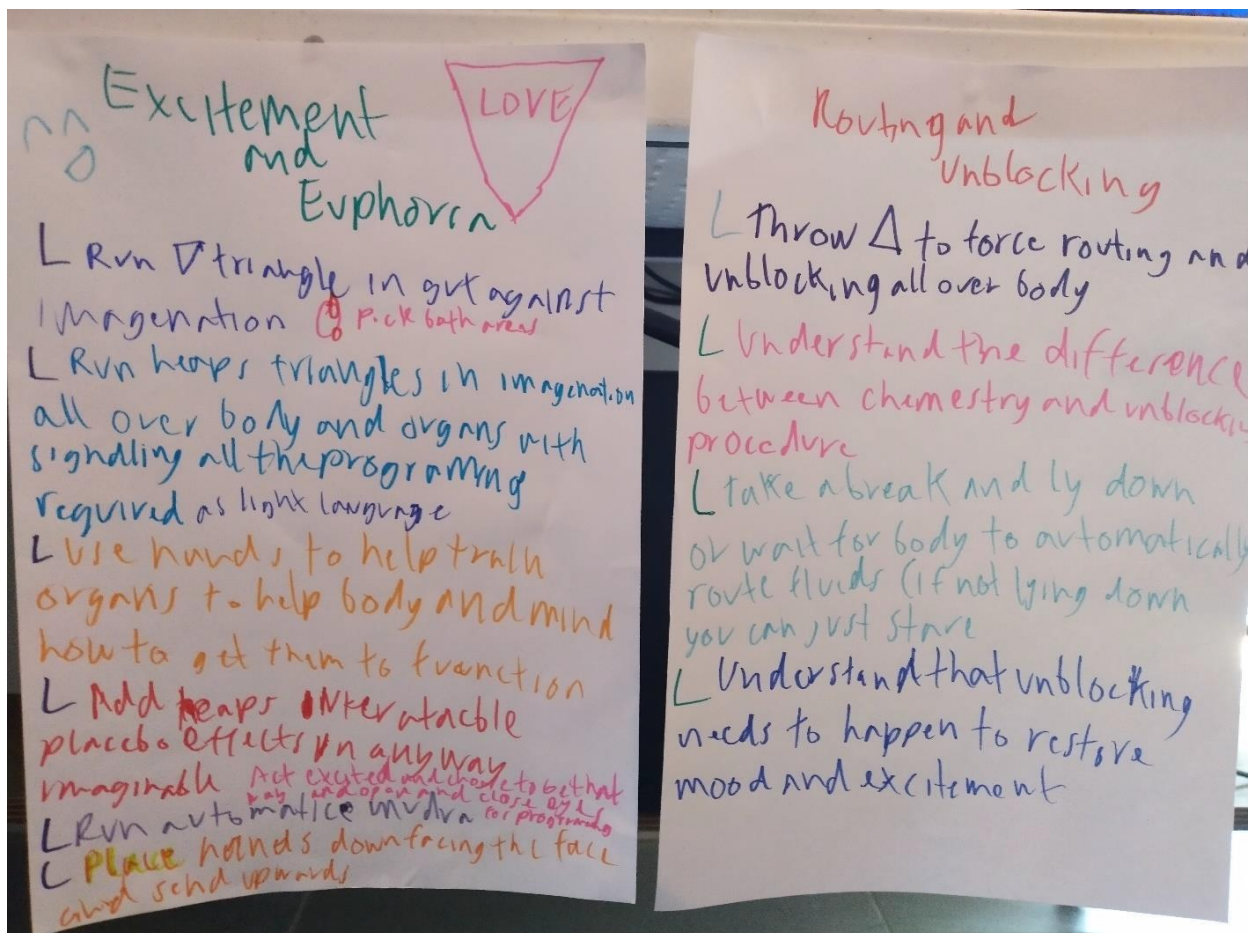 Excitement
and
Euphoria
LOVE
L Run ▽ triangle in gut against
imagenation pick both areas
L Run heaps triangles in imagenation
all over body and organs with
signalling all the programing
required as light language
L use hands to help train
organs to help body and mind
how to get them to function
L Add heaps
placebo effects in anyway
imaginable Act excited and chose to be that
way and open and close eyes
L Run automatice mudra for programing
L Place hands down facing the face
and send upwards
Routing and
unblocking
L Throw △ to force routing and
unblocking all over body
L Understand the difference
between chemestry and unblocking
procedure
L take a break and ly down
or wait for body to automatically
route fluids (if not lying down
you can just stare
L Understand that unblocking
needs to happen to restore
mood and excitement